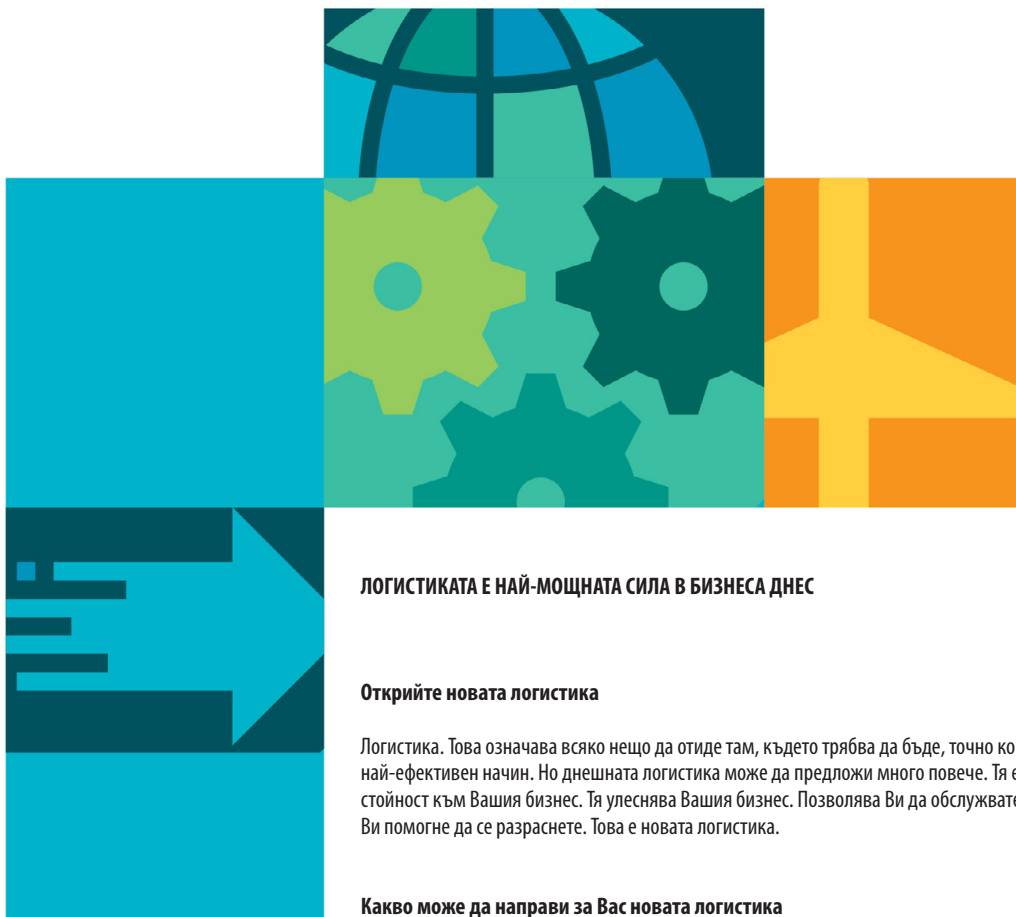 ЛОГИСТИКАТА Е НАЙ-МОЩНАТА СИЛА В БИЗНЕСА ДНЕС
Открийте новата логистика
Логистика. Това означава всяко нещо да отиде там, където трябва да бъде, точно ко
най-ефективен начин. Но днешната логистика може да предложи много повече. Тя е
стойност към Вашия бизнес. Тя улеснява Вашия бизнес. Позволява Ви да обслужвате
Ви помогне да се разраснете. Това е новата логистика.
Какво може да направи за Вас новата логистика